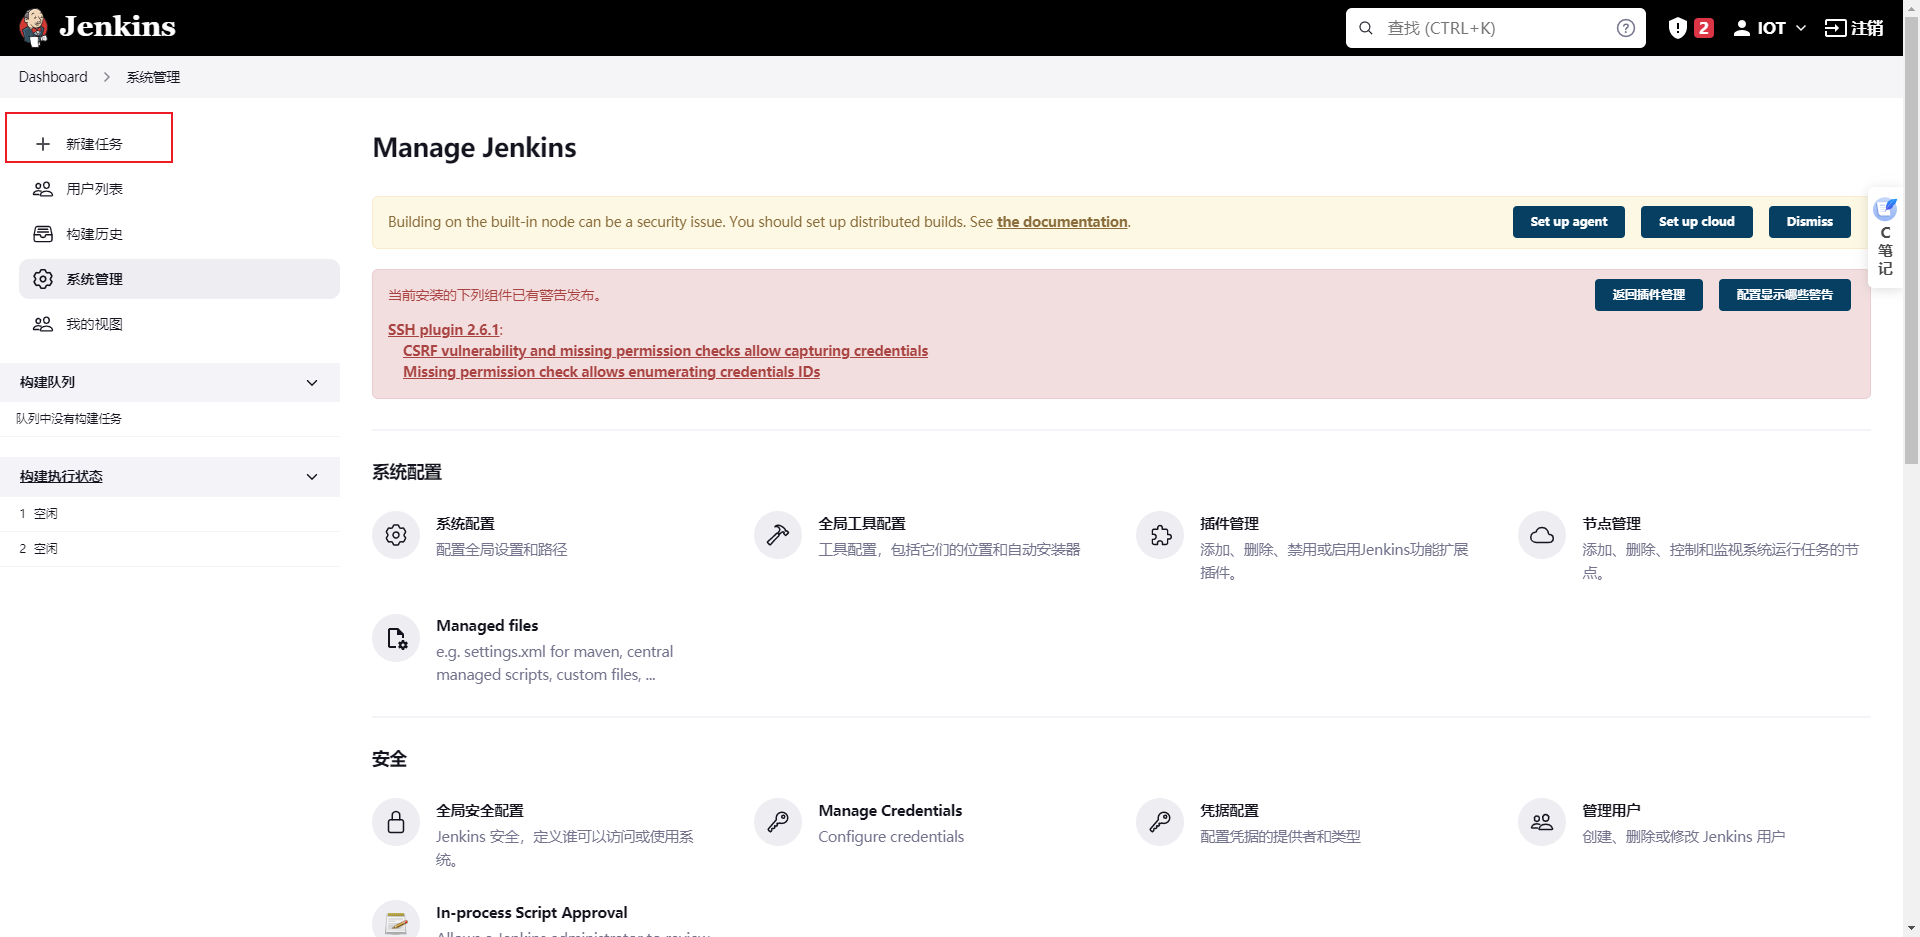 Jenkins
查找 (CTRL+K)
2
IOT
注销
Dashboard
系统管理
新建任务
用户列表
构建历史
系统管理
我的视图
构建队列
队列中没有构建任务
构建执行状态
1 空闲
2 空闲
Manage Jenkins
Building on the built-in node can be a security issue. You should set up distributed builds. See the documentation.
Set up agent
Set up cloud
Dismiss
当前安装的下列组件已有警告发布。
返回插件管理
配置显示哪些警告
SSH plugin 2.6.1:
CSRF vulnerability and missing permission checks allow capturing credentials
Missing permission check allows enumerating credentials IDs
C
笔
记
系统配置
系统配置
配置全局设置和路径
全局工具配置
工具配置，包括它们的位置和自动安装器
插件管理
添加、删除、禁用或启用Jenkins功能扩展
插件。
节点管理
添加、删除、控制和监视系统运行任务的节
点。
Managed files
e.g. settings.xml for maven, central
managed scripts, custom files, ...
安全
全局安全配置
Jenkins 安全，定义谁可以访问或使用系
统。
Manage Credentials
Configure credentials
凭据配置
配置凭据的提供者和类型
管理用户
创建、删除或修改 Jenkins 用户
In-process Script Approval
Allows a Jenkins administrator to review